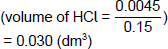 (volume of HCl = 0.0045/0.15)
= 0.030 (dm³)